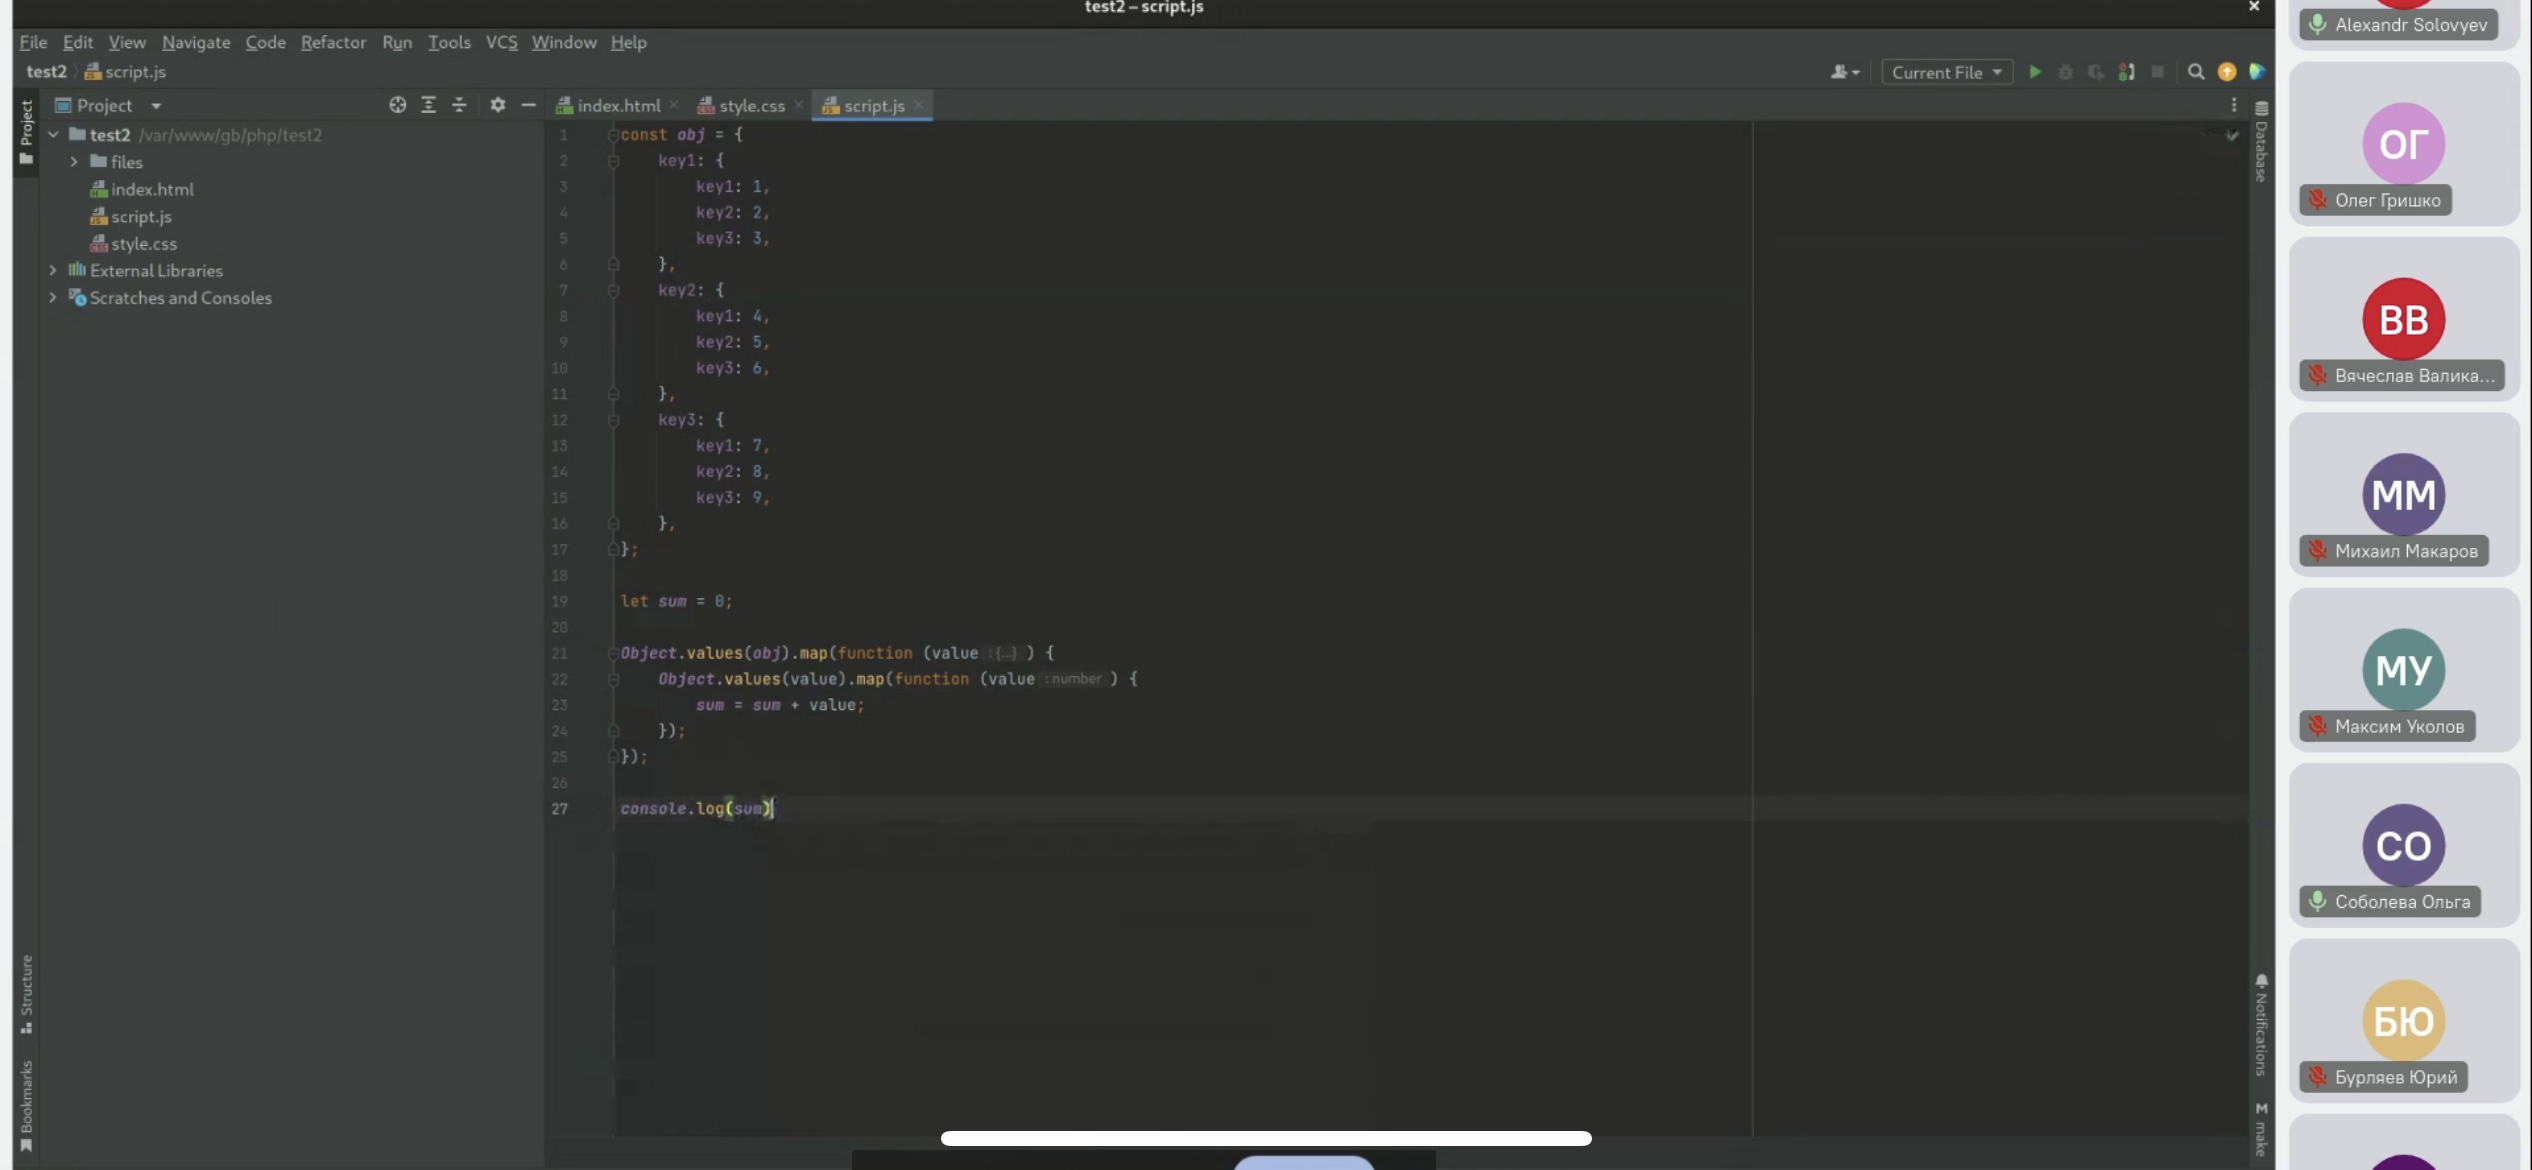 test2 – script.js
File Edit View Navigate Code Refactor Run Tools VCS Window Help
test2 script.js
Current File
Project
index.html
style.css
script.js
Project
test2 /var/www/gb/php/test2
files
index.html
script.js
style.css
External Libraries
Scratches and Consoles
Structure
Bookmarks
1 const obj = {
2 key1: {
3 key1: 1,
4 key2: 2,
5 key3: 3,
6 },
7 key2: {
8 key1: 4,
9 key2: 5,
10 key3: 6,
11 },
12 key3: {
13 key1: 7,
14 key2: 8,
15 key3: 9,
16 },
17 };
18
19 let sum = 0;
20
21 Object.values(obj).map(function (value :{...} ) {
22 Object.values(value).map(function (value :number ) {
23 sum = sum + value;
24 });
25 });
26
27 console.log(sum)
Database
Notifications
M make
Alexandr Solovyev
ОГ
Олег Гришко
ВВ
Вячеслав Валика...
ММ
Михаил Макаров
МУ
Максим Уколов
СО
Соболева Ольга
БЮ
Бурляев Юрий